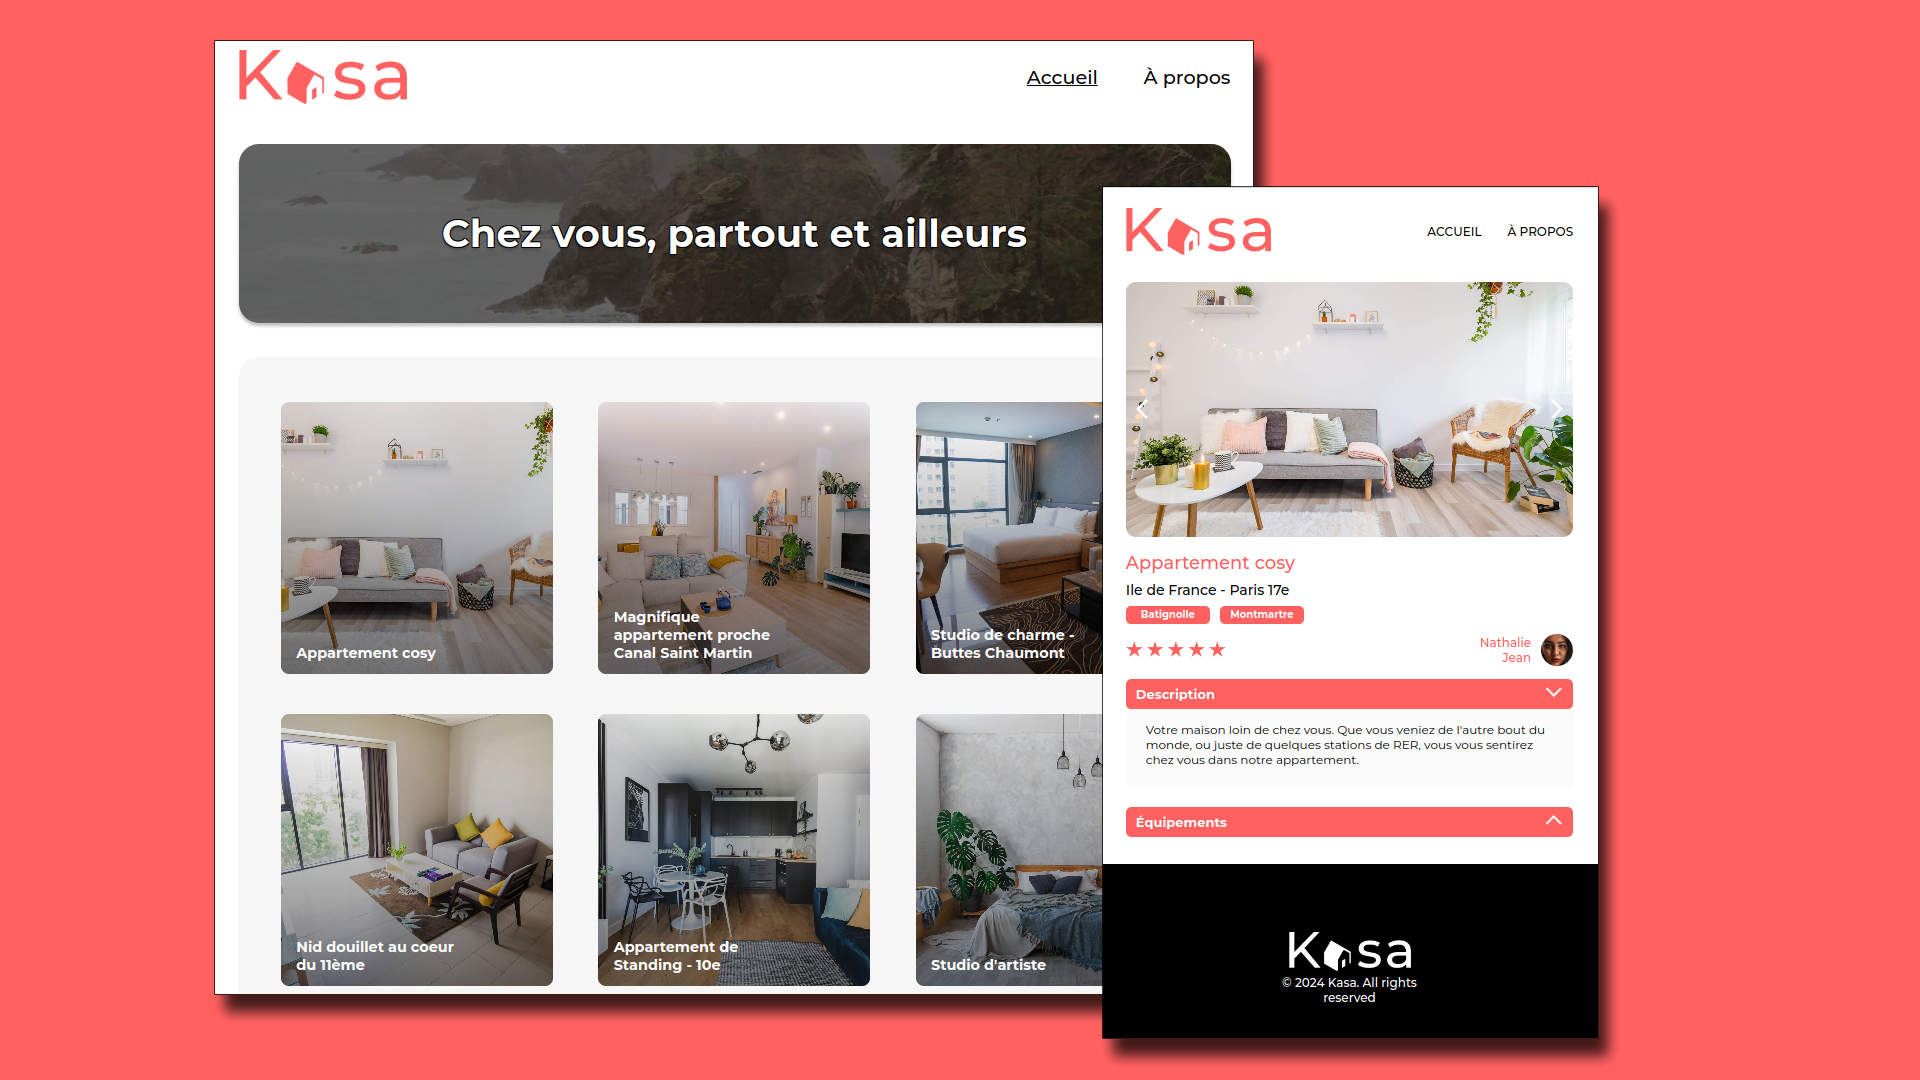 Kasa
Accueil À propos
Chez vous, partout et ailleurs
Appartement cosy
Magnifique
appartement proche
Canal Saint Martin
Studio de charme -
Buttes Chaumont
Nid douillet au coeur
du 11ème
Appartement de
Standing - 10e
Studio d'artiste
Kasa
ACCUEIL À PROPOS
Appartement cosy
Ile de France - Paris 17e
Batignolle Montmartre
Nathalie
Jean
Description
Votre maison loin de chez vous. Que vous veniez de l'autre bout du
monde, ou juste de quelques stations de RER, vous vous sentirez
chez vous dans notre appartement.
Équipements
Kasa
© 2024 Kasa. All rights
reserved